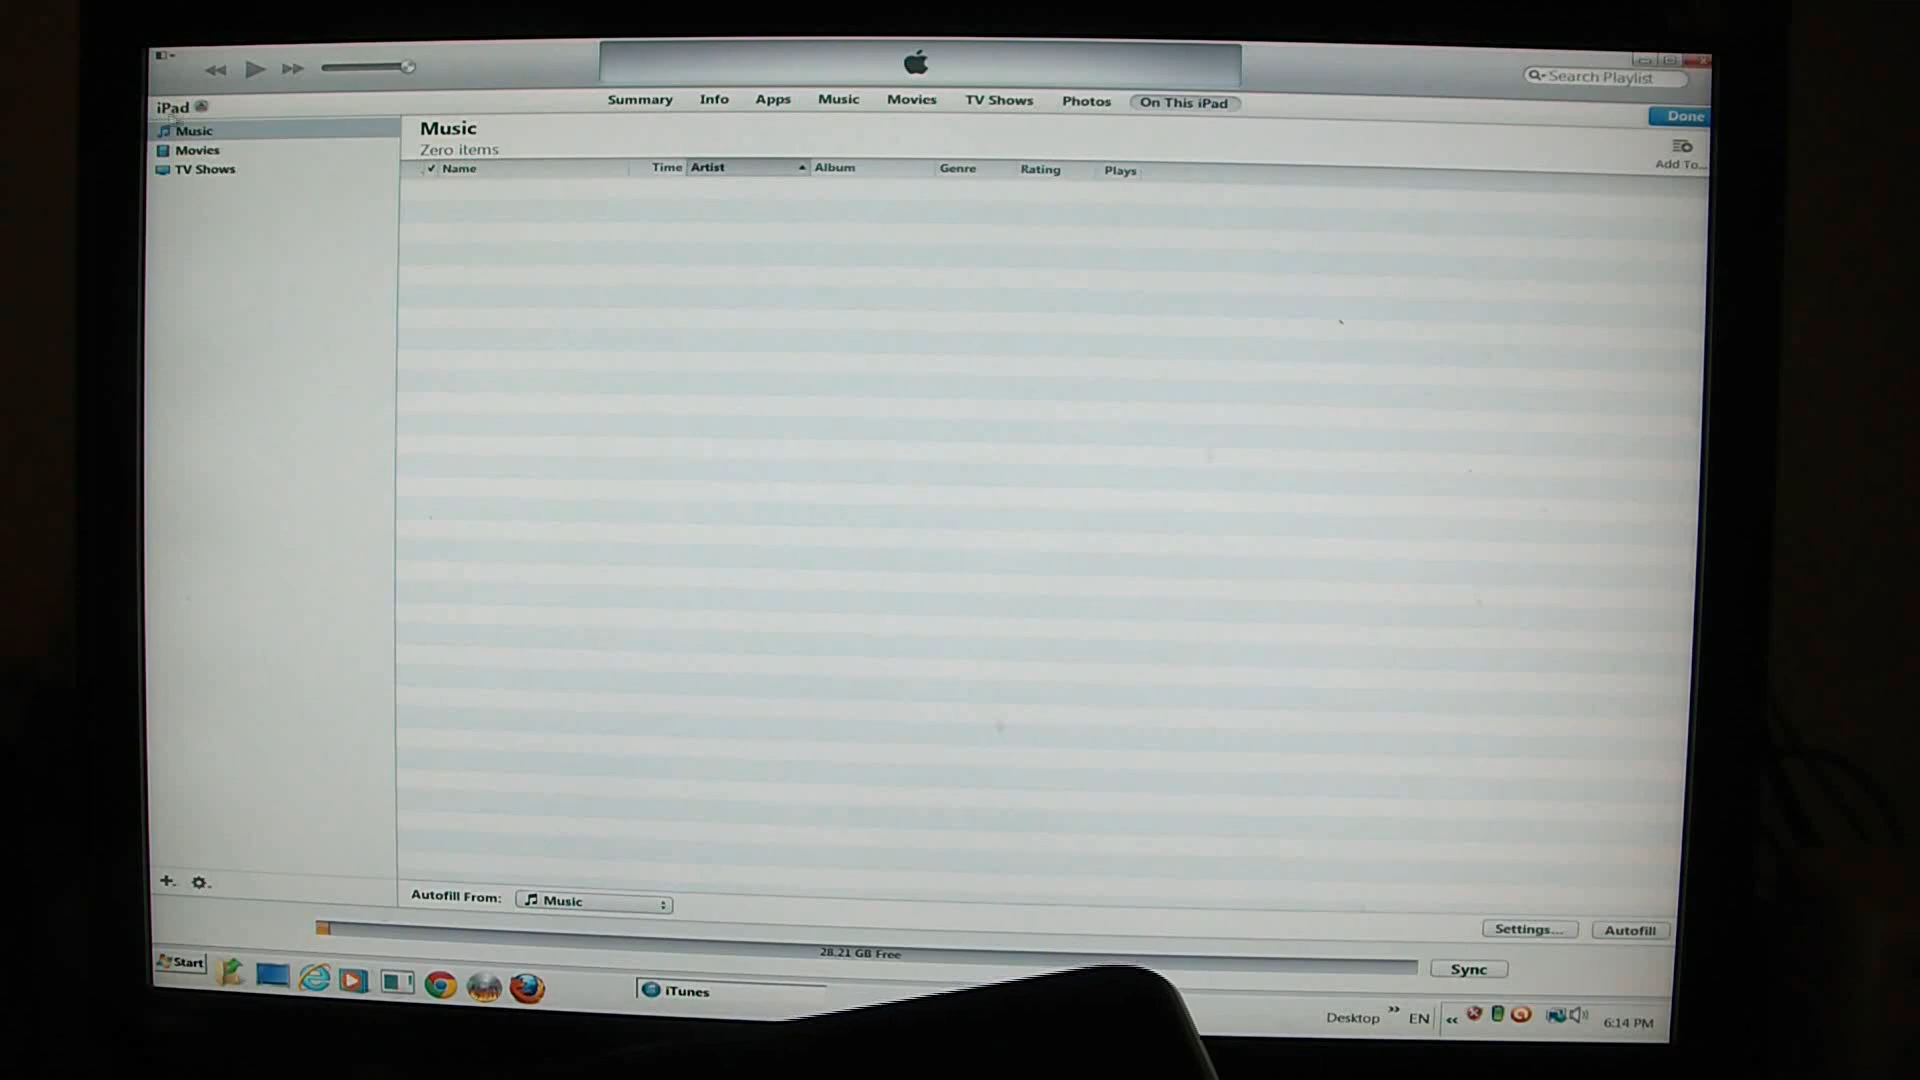 Search Playlist
iPad
Summary Info Apps Music Movies TV Shows Photos On This iPad
Done
Music
Movies
TV Shows
Music
Zero items
Add To...
Name Time Artist Album Genre Rating Plays
Autofill From: Music
Settings... Autofill
28.21 GB Free
Sync
Start
iTunes
Desktop EN 6:14 PM